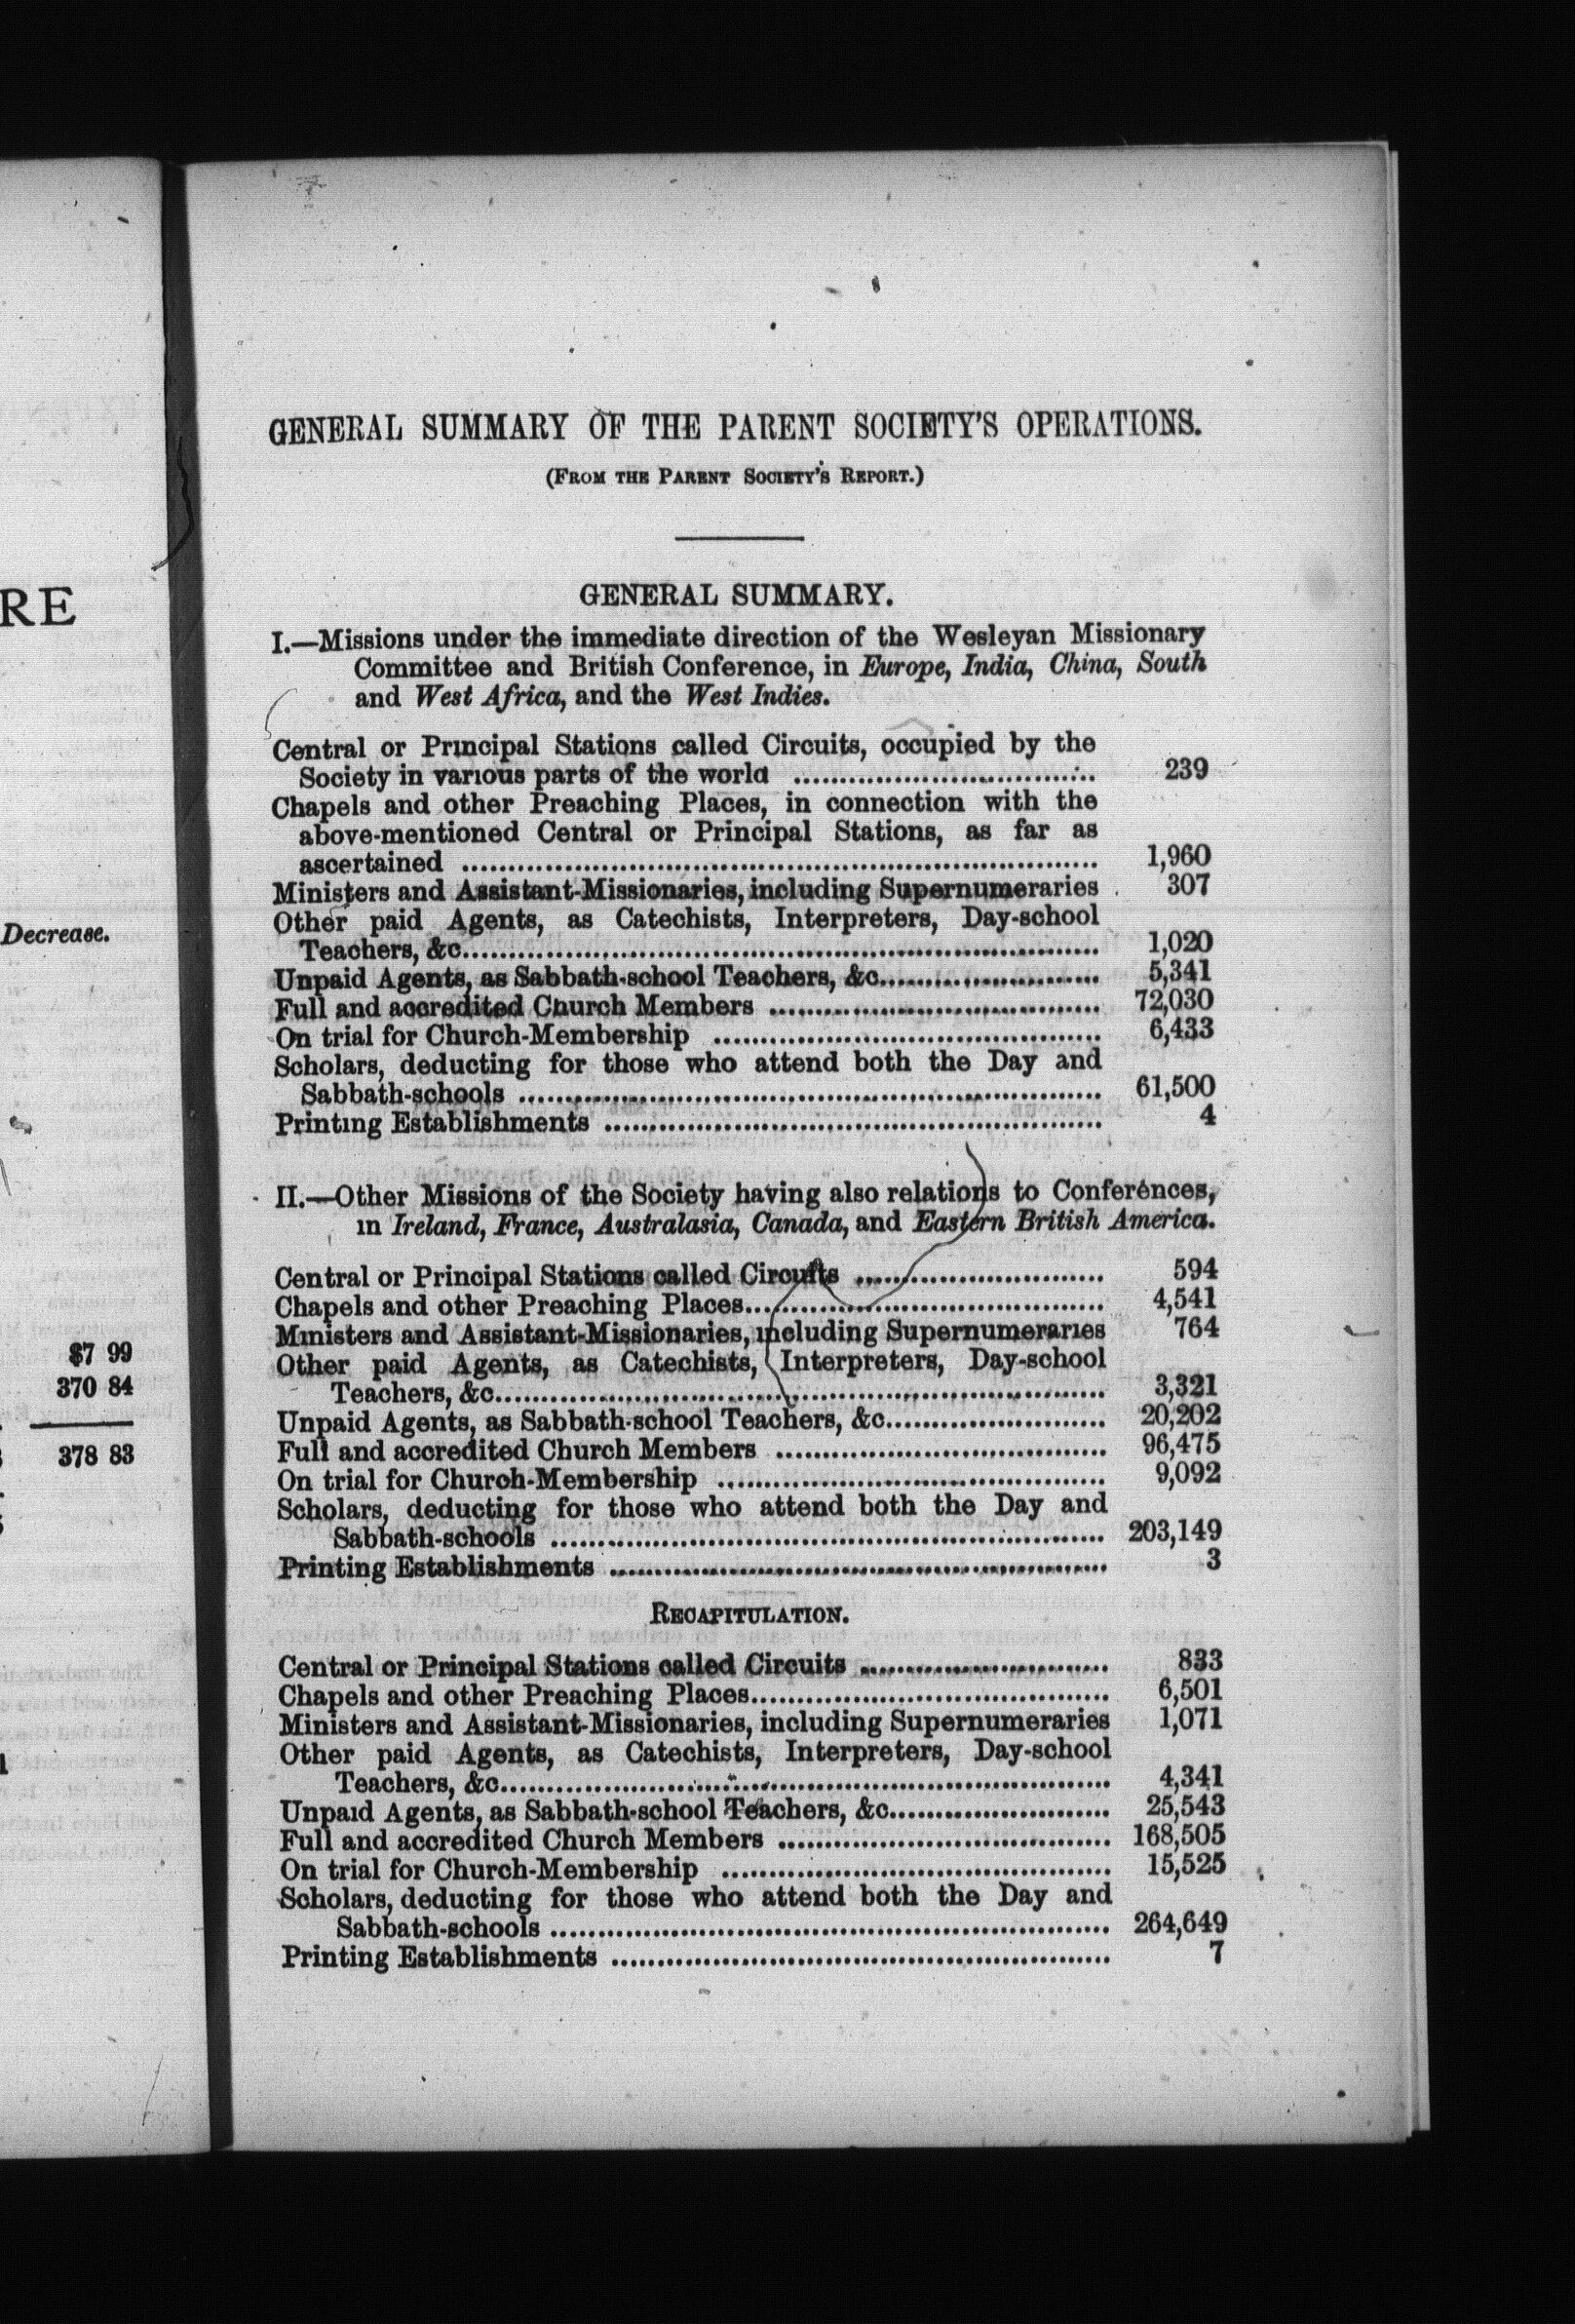 RE
Decrease.
$7 99
370 84
378 83
GENERAL SUMMARY OF THE PARENT SOCIETY'S OPERATIONS.
(FROM THE PARENT SOCIETY'S REPORT.)
GENERAL SUMMARY.
I.—Missions under the immediate direction of the Wesleyan Missionary
Committee and British Conference, in Europe, India, China, South
and West Africa, and the West Indies.
Central or Principal Stations called Circuits, occupied by the
Society in various parts of the world .............................. 239
Chapels and other Preaching Places, in connection with the
above-mentioned Central or Principal Stations, as far as
ascertained .............................. 1,960
Ministers and Assistant-Missionaries, including Supernumeraries . 307
Other paid Agents, as Catechists, Interpreters, Day-school
Teachers, &c.............................. 1,020
Unpaid Agents, as Sabbath-school Teachers, &c........................ 5,341
Full and accredited Church Members .............................. 72,030
On trial for Church-Membership .............................. 6,433
Scholars, deducting for those who attend both the Day and
Sabbath-schools .............................. 61,500
Printing Establishments .............................. 4
II.—Other Missions of the Society having also relations to Conferences,
in Ireland, France, Australasia, Canada, and Eastern British America.
Central or Principal Stations called Circuits .............................. 594
Chapels and other Preaching Places.............................. 4,541
Ministers and Assistant-Missionaries, including Supernumeraries 764
Other paid Agents, as Catechists, Interpreters, Day-school
Teachers, &c.............................. 3,321
Unpaid Agents, as Sabbath-school Teachers, &c........................ 20,202
Full and accredited Church Members .............................. 96,475
On trial for Church-Membership .............................. 9,092
Scholars, deducting for those who attend both the Day and
Sabbath-schools .............................. 203,149
Printing Establishments .............................. 3
RECAPITULATION.
Central or Principal Stations called Circuits .............................. 833
Chapels and other Preaching Places.............................. 6,501
Ministers and Assistant-Missionaries, including Supernumeraries 1,071
Other paid Agents, as Catechists, Interpreters, Day-school
Teachers, &c.............................. 4,341
Unpaid Agents, as Sabbath-school Teachers, &c........................ 25,543
Full and accredited Church Members .............................. 168,505
On trial for Church-Membership .............................. 15,525
Scholars, deducting for those who attend both the Day and
Sabbath-schools .............................. 264,649
Printing Establishments .............................. 7